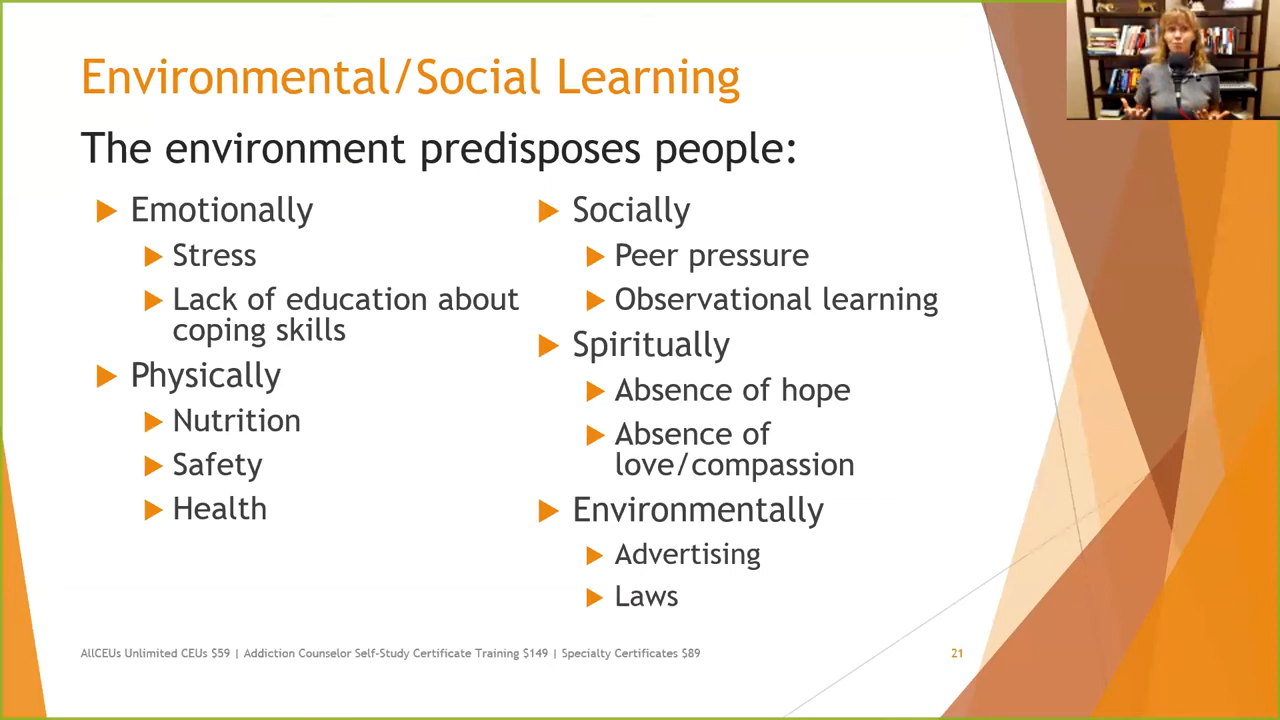 Environmental/Social Learning
The environment predisposes people:
Emotionally
Stress
Lack of education about
coping skills
Physically
Nutrition
Safety
Health
Socially
Peer pressure
Observational learning
Spiritually
Absence of hope
Absence of
love/compassion
Environmentally
Advertising
Laws
AllCEUs Unlimited CEUs $59 | Addiction Counselor Self-Study Certificate Training $149 | Specialty Certificates $89
21